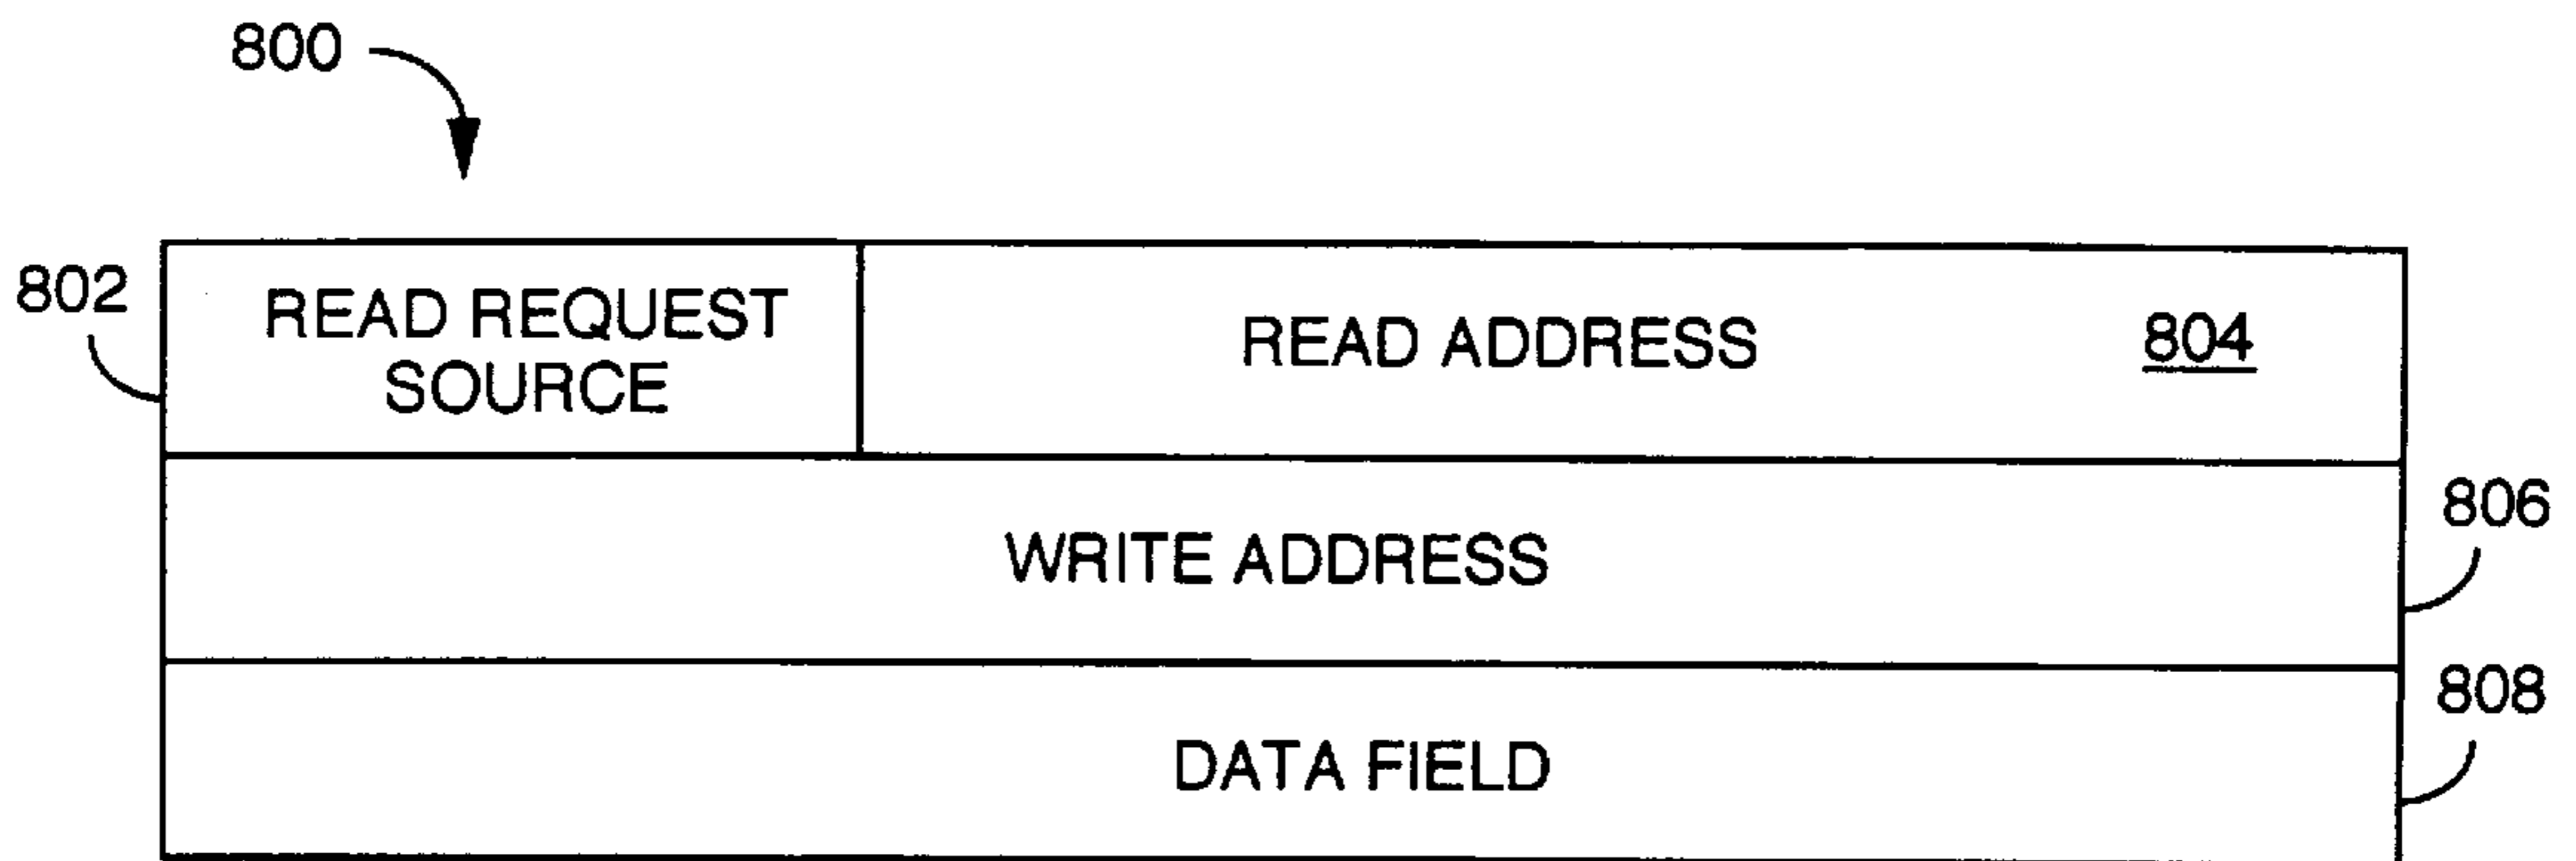 800
802
READ REQUEST
SOURCE
READ ADDRESS
804
WRITE ADDRESS
806
DATA FIELD
808